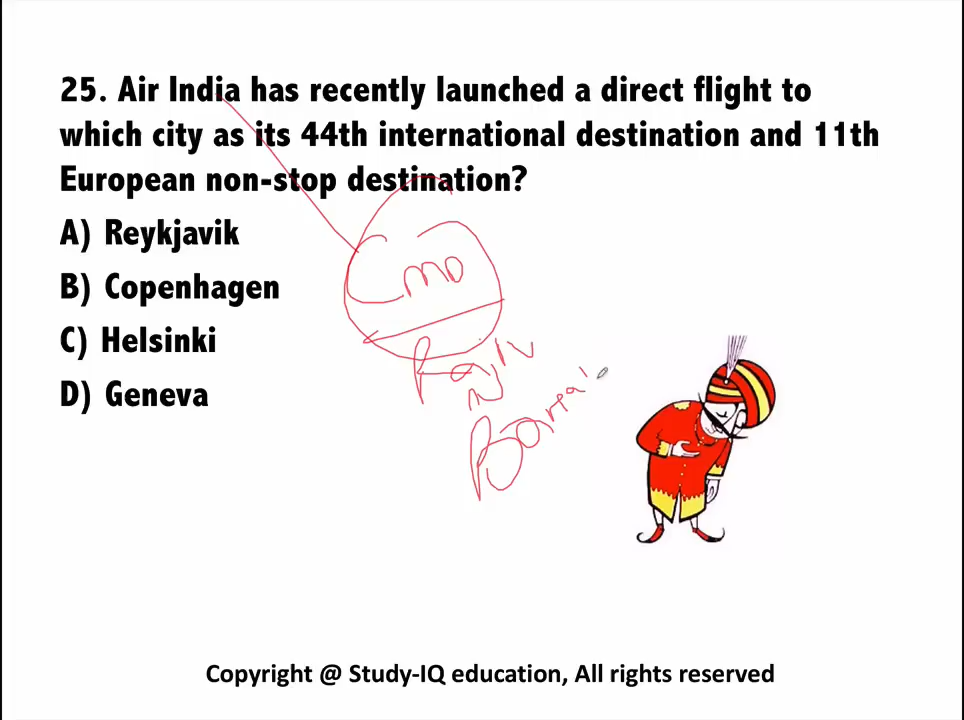 25. Air India has recently launched a direct flight to
which city as its 44th international destination and 11th
European non-stop destination?
A) Reykjavik
B) Copenhagen
C) Helsinki
D) Geneva
CMD
Copyright @ Study-IQ education, All rights reserved